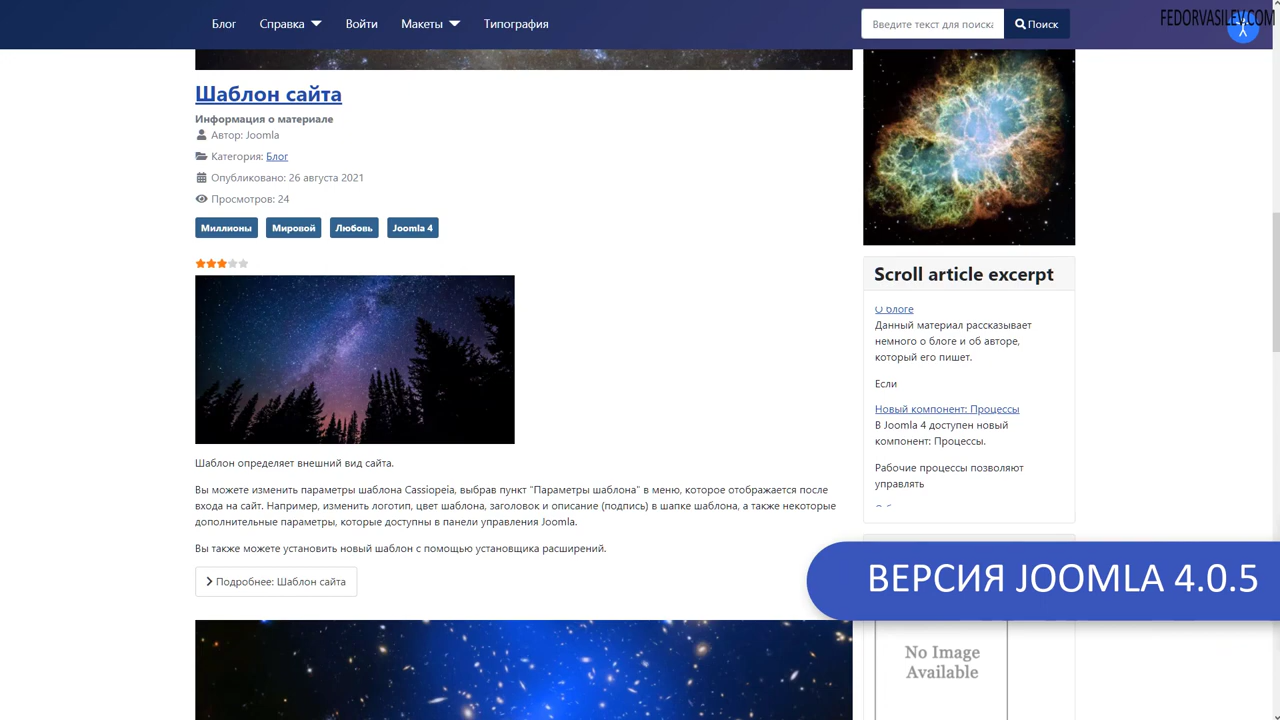 Блог
Справка
Войти
Макеты
Типография
Введите текст для поиска
Поиск
FEDORVASILEV.COM
Шаблон сайта
Информация о материале
Автор: Joomla
Категория: Блог
Опубликовано: 26 августа 2021
Просмотров: 24
Миллионы
Мировой
Любовь
Joomla 4
Шаблон определяет внешний вид сайта.
Вы можете изменить параметры шаблона Cassiopeia, выбрав пункт "Параметры шаблона" в меню, которое отображается после
входа на сайт. Например, изменить логотип, цвет шаблона, заголовок и описание (подпись) в шапке шаблона, а также некоторые
дополнительные параметры, которые доступны в панели управления Joomla.
Вы также можете установить новый шаблон с помощью установщика расширений.
Подробнее: Шаблон сайта
Scroll article excerpt
О блоге
Данный материал рассказывает
немного о блоге и об авторе,
который его пишет.
Если
Новый компонент: Процессы
В Joomla 4 доступен новый
компонент: Процессы.
Рабочие процессы позволяют
управлять
ВЕРСИЯ JOOMLA 4.0.5
No Image
Available